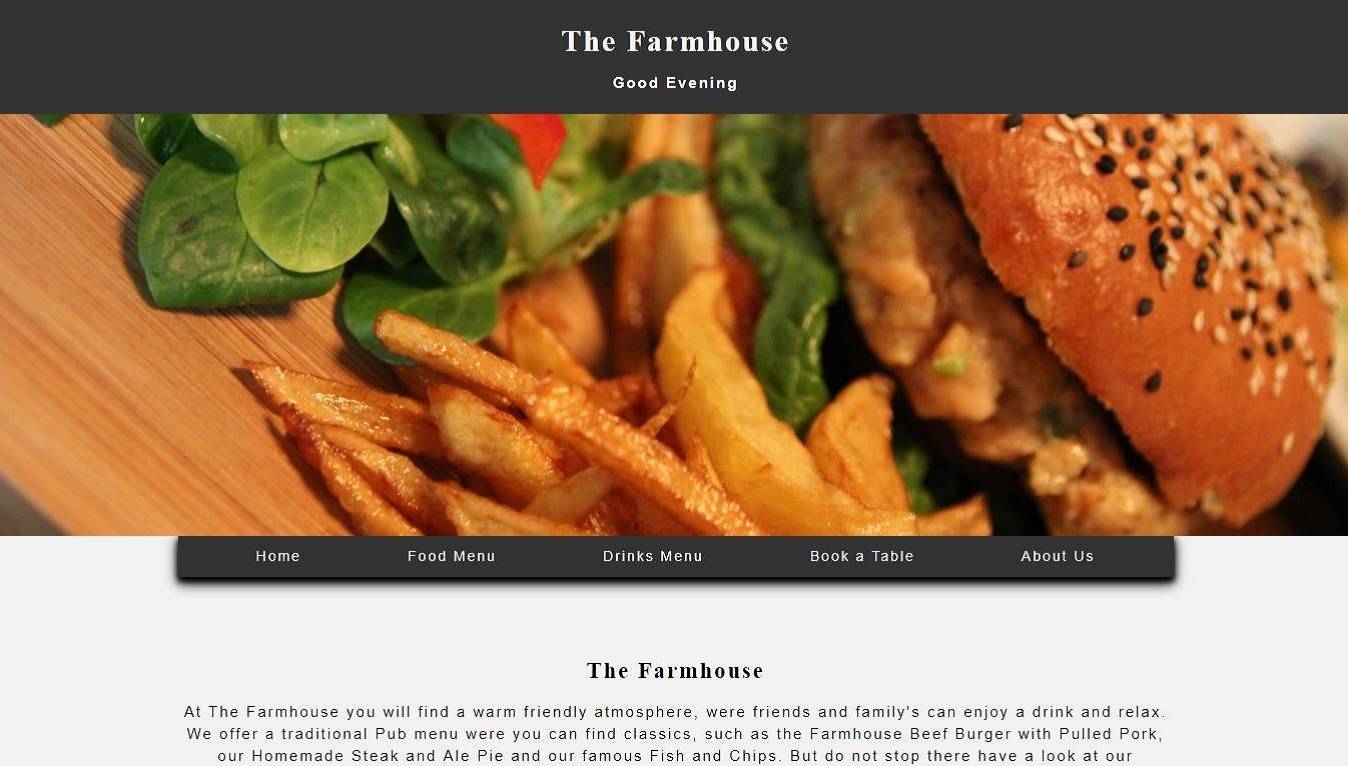 The Farmhouse
Good Evening
Home Food Menu Drinks Menu Book a Table About Us
The Farmhouse
At The Farmhouse you will find a warm friendly atmosphere, were friends and family's can enjoy a drink and relax.
We offer a traditional Pub menu were you can find classics, such as the Farmhouse Beef Burger with Pulled Pork,
our Homemade Steak and Ale Pie and our famous Fish and Chips. But do not stop there have a look at our